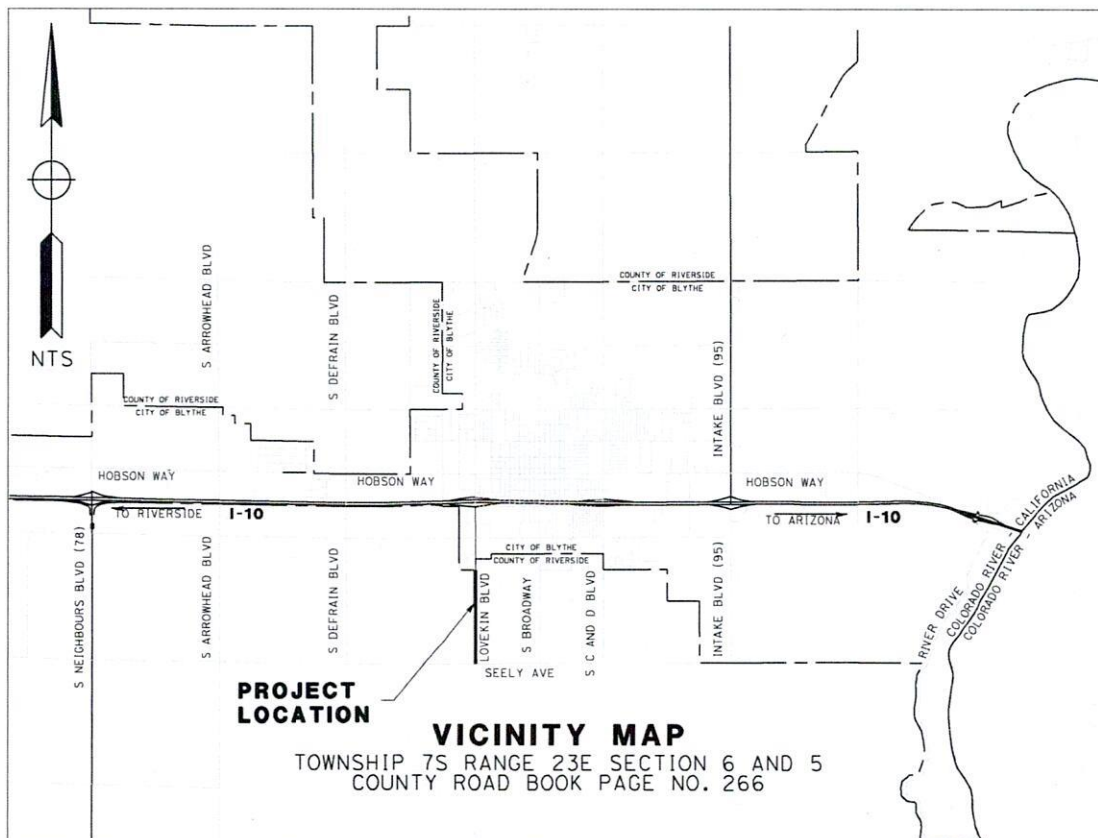 NTS
S ARROWHEAD BLVD
S DEFRAIN BLVD
COUNTY OF RIVERSIDE
CITY OF BLYTHE
COUNTY OF RIVERSIDE
CITY OF BLYTHE
INTAKE BLVD (95)
COUNTY OF RIVERSIDE
CITY OF BLYTHE
HOBSON WAY
HOBSON WAY
HOBSON WAY
TO RIVERSIDE
I-10
TO ARIZONA
I-10
CALIFORNIA
ARIZONA
COLORADO RIVER
COLORADO RIVER
RIVER DRIVE
S NEIGHBOURS BLVD (78)
S ARROWHEAD BLVD
S DEFRAIN BLVD
LOVEKIN BLVD
CITY OF BLYTHE
COUNTY OF RIVERSIDE
S BROADWAY
S C AND D BLVD
INTAKE BLVD (95)
SEELY AVE
PROJECT
LOCATION
VICINITY MAP
TOWNSHIP 7S RANGE 23E SECTION 6 AND 5
COUNTY ROAD BOOK PAGE NO. 266